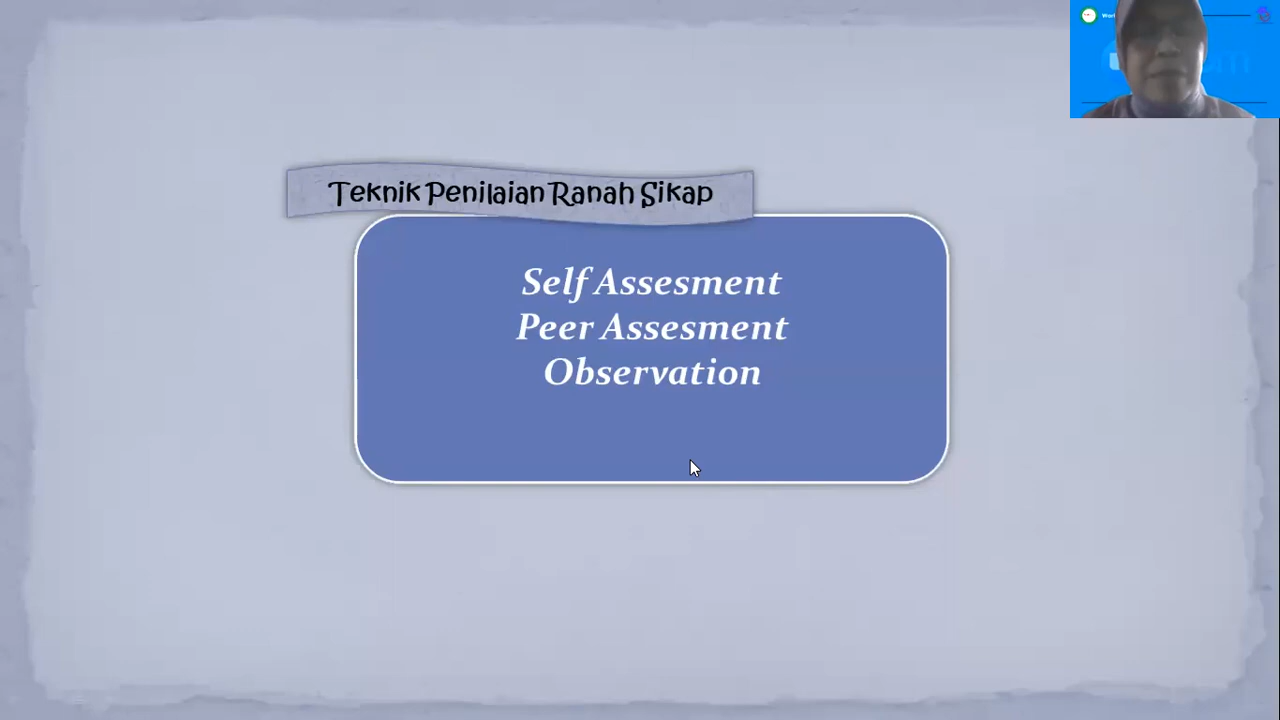 Teknik Penilaian Ranah Sikap
Self Assesment
Peer Assesment
Observation